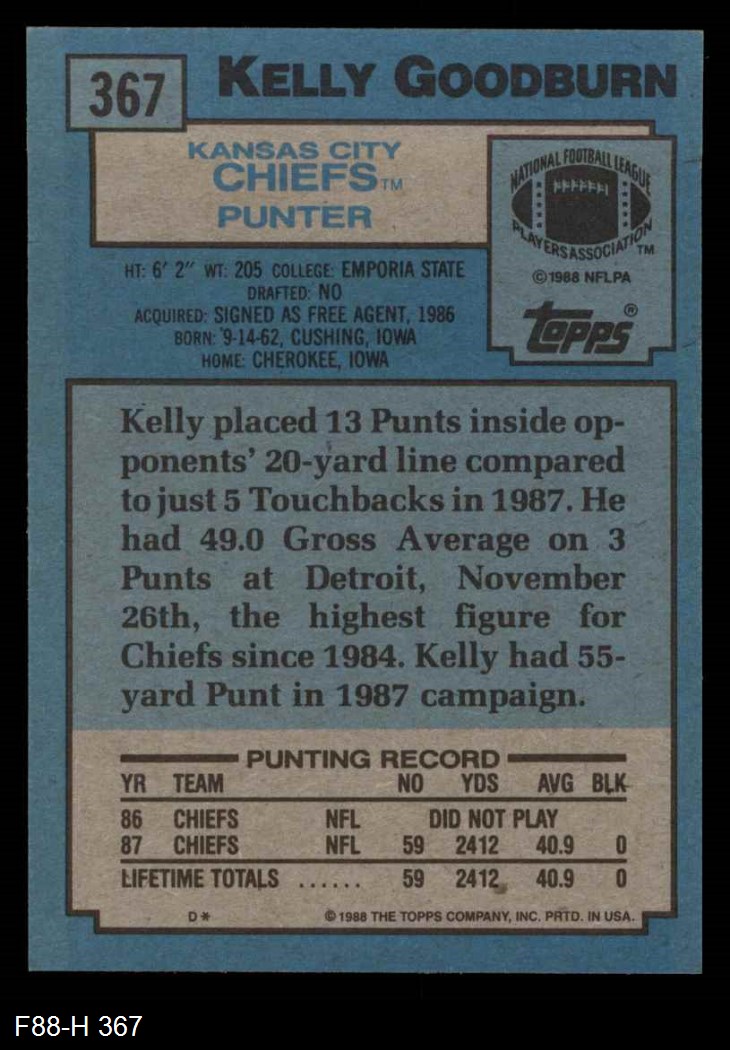 367
KELLY GOODBURN
KANSAS CITY
CHIEFS™
PUNTER
NATIONAL FOOTBALL LEAGUE
PLAYERS ASSOCIATION™
©1988 NFLPA
topps®
HT: 6' 2" WT: 205 COLLEGE: EMPORIA STATE
DRAFTED: NO
ACQUIRED: SIGNED AS FREE AGENT, 1986
BORN: 9-14-62, CUSHING, IOWA
HOME: CHEROKEE, IOWA
Kelly placed 13 Punts inside op-
ponents' 20-yard line compared
to just 5 Touchbacks in 1987. He
had 49.0 Gross Average on 3
Punts at Detroit, November
26th, the highest figure for
Chiefs since 1984. Kelly had 55-
yard Punt in 1987 campaign.
PUNTING RECORD
YR TEAM NO YDS AVG BLK
86 CHIEFS NFL DID NOT PLAY
87 CHIEFS NFL 59 2412 40.9 0
LIFETIME TOTALS ...... 59 2412 40.9 0
D* ©1988 THE TOPPS COMPANY, INC. PRTD. IN USA.
F88-H 367